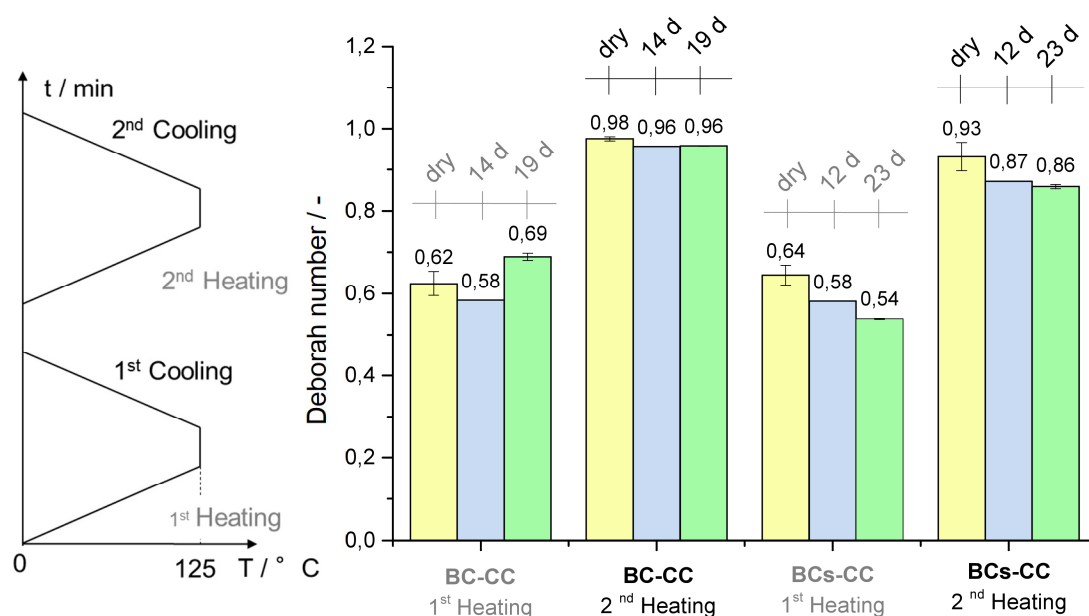 t / min
2nd Cooling
2nd Heating
1st Cooling
1st Heating
0
125
T / ° C
Deborah number / -
1,2
1,0
0,8
0,6
0,4
0,2
0,0
dry 14 d 19 d
0,62 0,58 0,69
BC-CC
1st Heating
dry 14 d 19 d
0,98 0,96 0,96
BC-CC
2 nd Heating
dry 12 d 23 d
0,64 0,58 0,54
BCs-CC
1st Heating
dry 12 d 23 d
0,93 0,87 0,86
BCs-CC
2 nd Heating